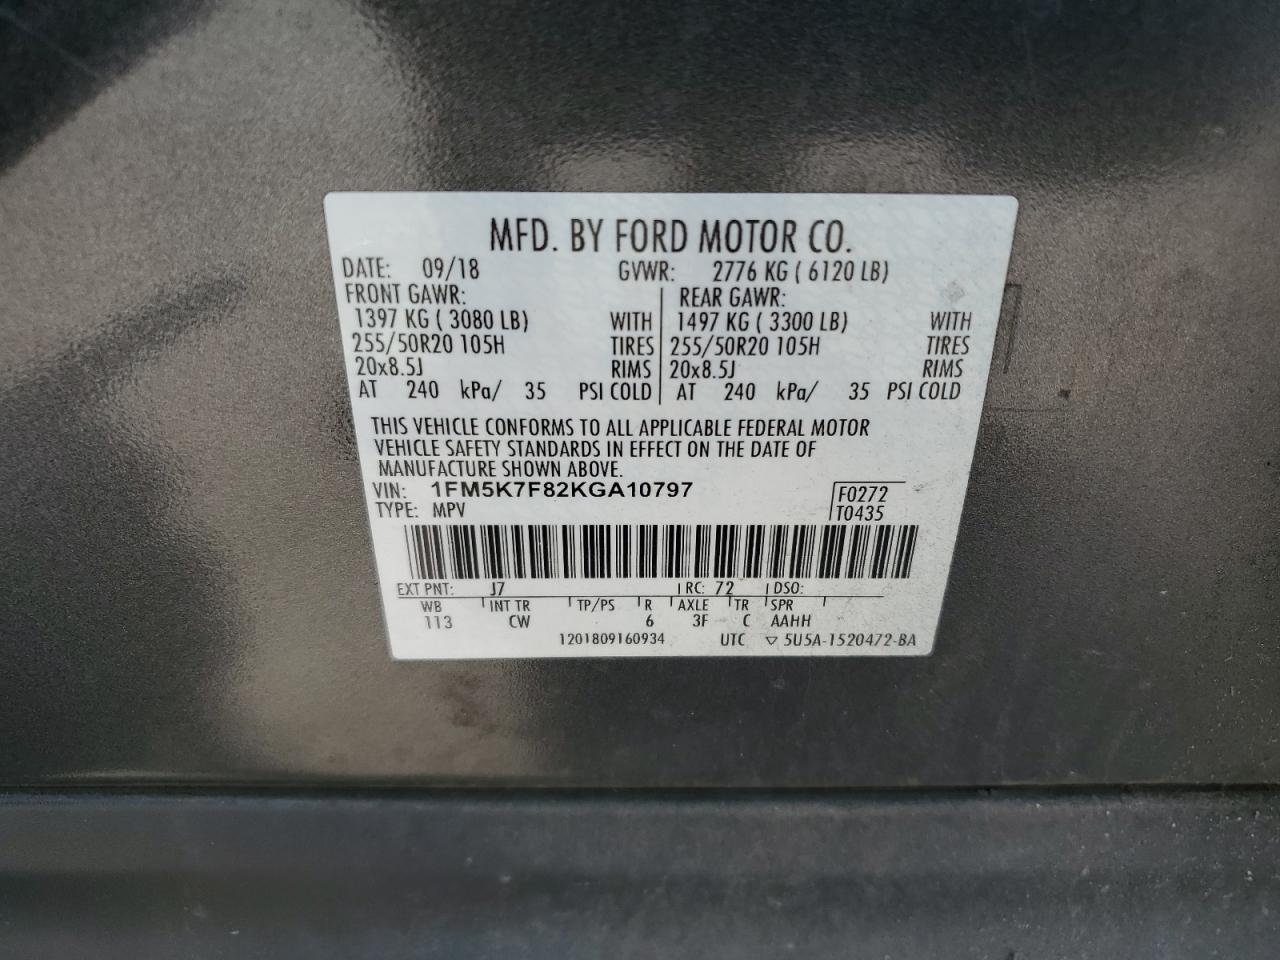 MFD. BY FORD MOTOR CO.
DATE: 09/18 GVWR: 2776 KG ( 6120 LB)
FRONT GAWR: REAR GAWR:
1397 KG ( 3080 LB) WITH 1497 KG ( 3300 LB) WITH
255/50R20 105H TIRES 255/50R20 105H TIRES
20x8.5J RIMS 20x8.5J RIMS
AT 240 kPa/ 35 PSI COLD AT 240 kPa/ 35 PSI COLD
THIS VEHICLE CONFORMS TO ALL APPLICABLE FEDERAL MOTOR
VEHICLE SAFETY STANDARDS IN EFFECT ON THE DATE OF
MANUFACTURE SHOWN ABOVE.
VIN: 1FM5K7F82KGA10797 F0272
TYPE: MPV T0435
EXT PNT: J7 RC: 72 DSO:
WB INT TR TP/PS R AXLE TR SPR
113 CW 6 3F C AAHH
1201809160934 UTC ▽ 5U5A-1520472-BA